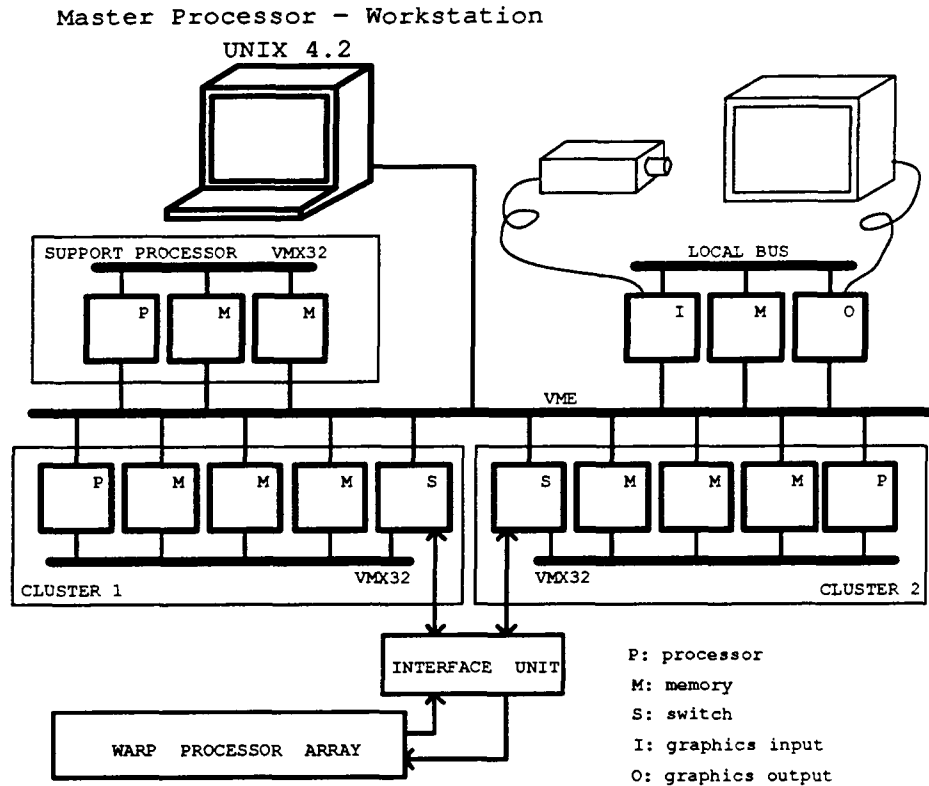 Master Processor - Workstation
UNIX 4.2
SUPPORT PROCESSOR VMX32
P M M
LOCAL BUS
I M O
VME
P M M M S
S M M M P
VMX32
CLUSTER 1
VMX32
CLUSTER 2
INTERFACE UNIT
WARP PROCESSOR ARRAY
P: processor
M: memory
S: switch
I: graphics input
O: graphics output